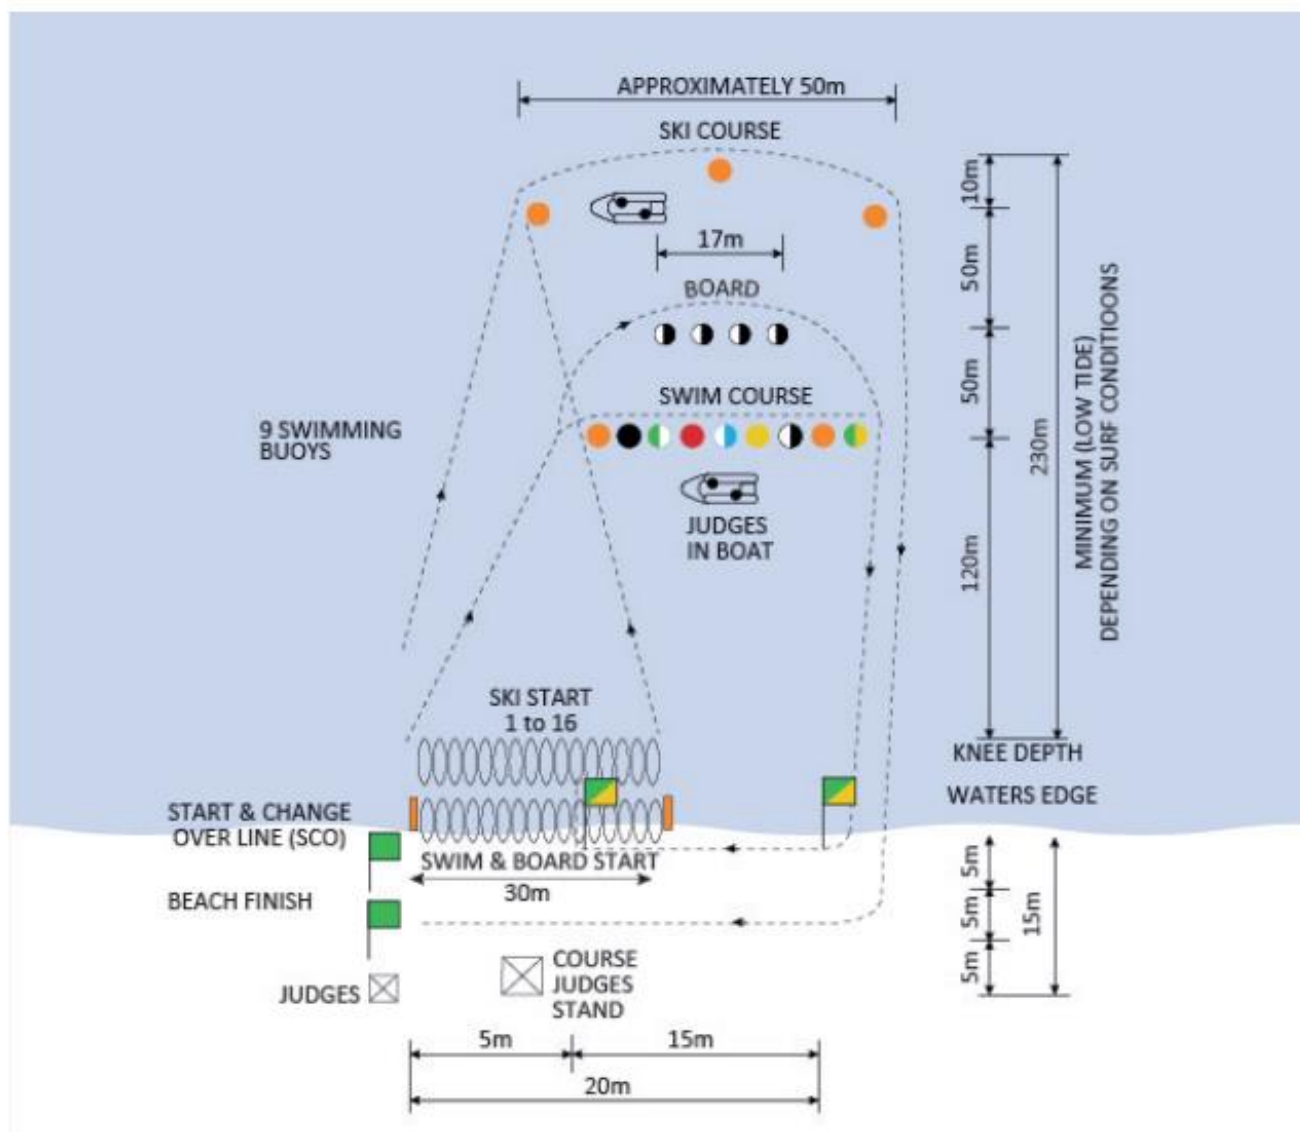 APPROXIMATELY 50m
SKI COURSE
10m
17m
50m
BOARD
50m
SWIM COURSE
9 SWIMMING
BUOYS
230m
MINIMUM (LOW TIDE)
DEPENDING ON SURF CONDITIOONS
JUDGES
IN BOAT
120m
SKI START
1 to 16
KNEE DEPTH
WATERS EDGE
START & CHANGE
OVER LINE (SCO)
SWIM & BOARD START
30m
5m
BEACH FINISH
5m
15m
5m
JUDGES
COURSE
JUDGES
STAND
5m
15m
20m